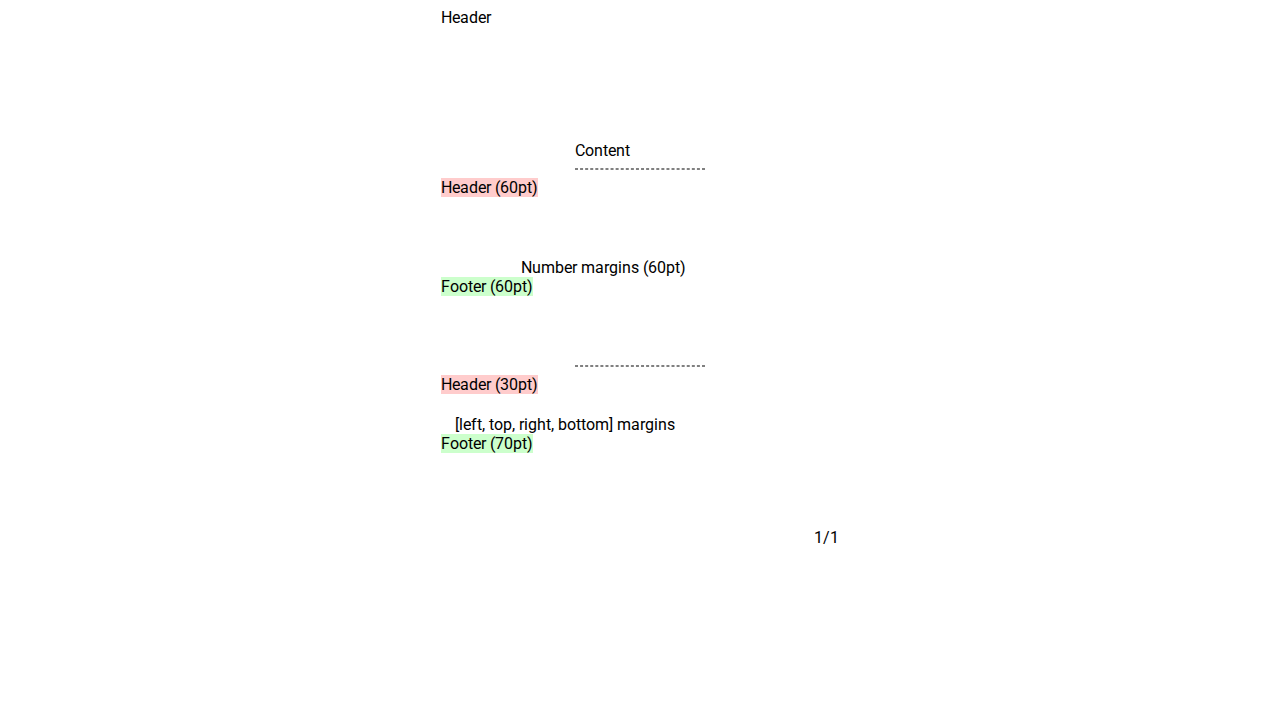 Header
Content
Header (60pt)
Number margins (60pt)
Footer (60pt)
Header (30pt)
[left, top, right, bottom] margins
Footer (70pt)
1/1